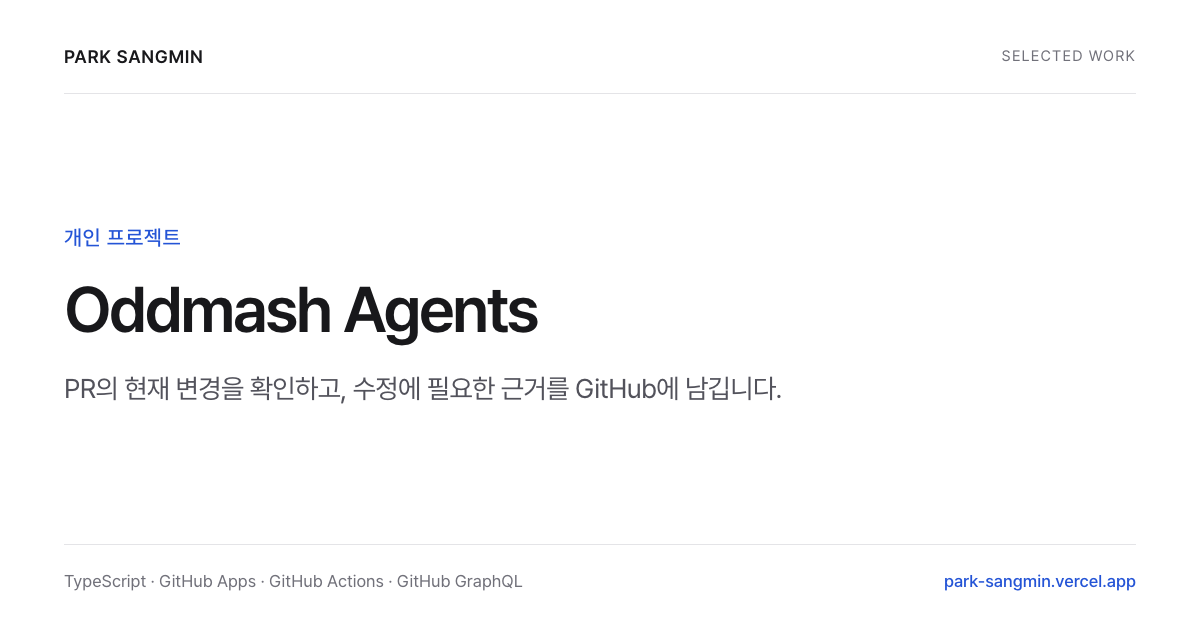 PARK SANGMIN
SELECTED WORK
개인 프로젝트
Oddmash Agents
PR의 현재 변경을 확인하고, 수정에 필요한 근거를 GitHub에 남깁니다.
TypeScript · GitHub Apps · GitHub Actions · GitHub GraphQL
park-sangmin.vercel.app